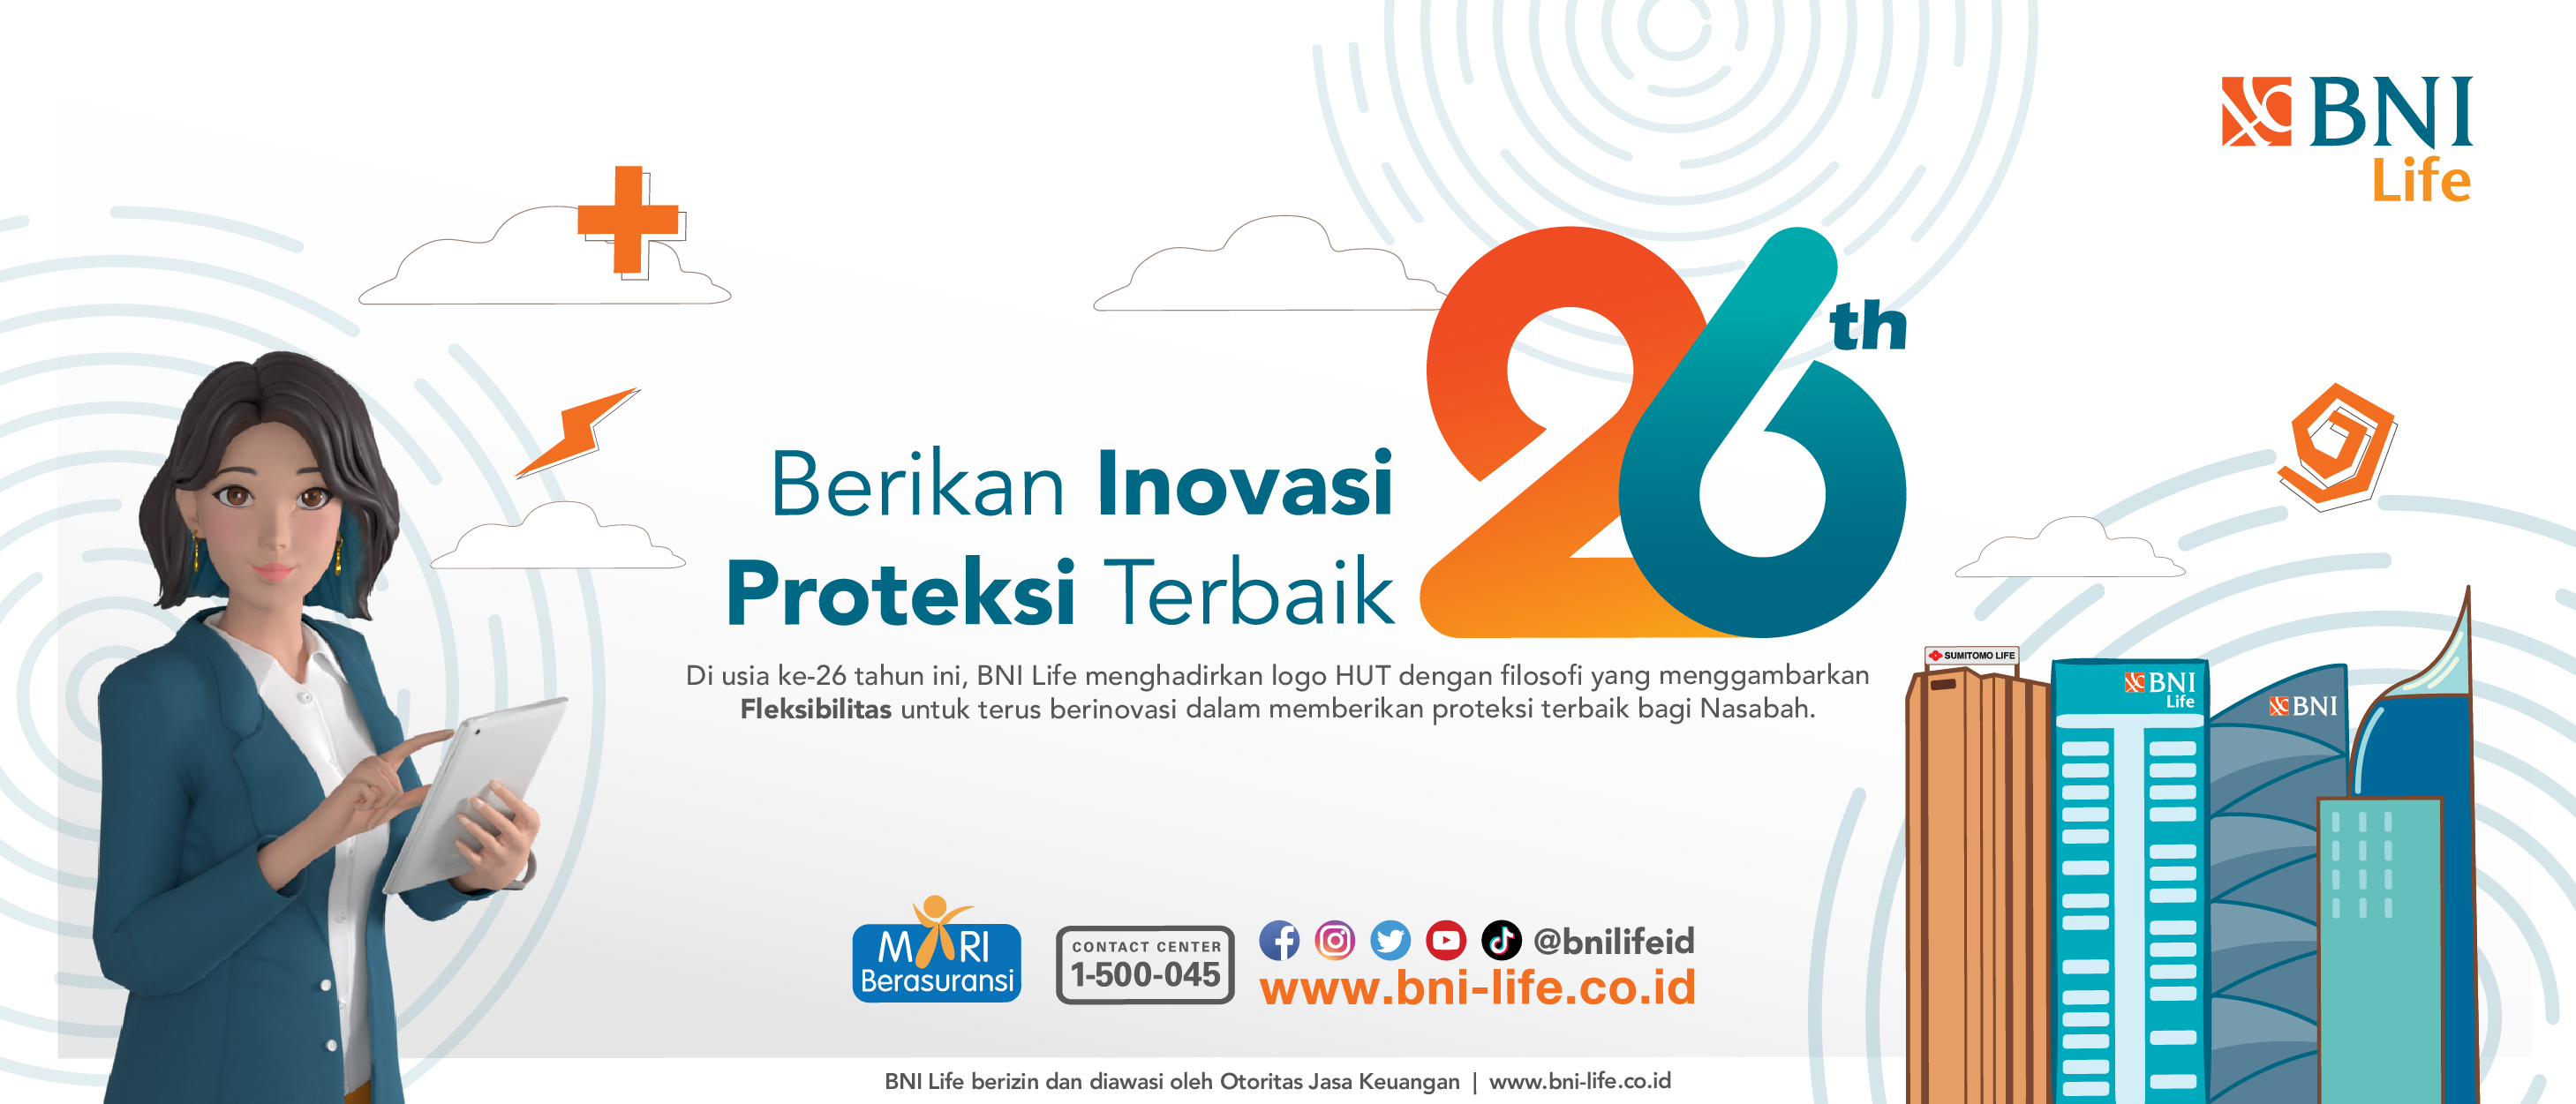 BNI
Life
26th
Berikan Inovasi
Proteksi Terbaik
Di usia ke-26 tahun ini, BNI Life menghadirkan logo HUT dengan filosofi yang menggambarkan
Fleksibilitas untuk terus berinovasi dalam memberikan proteksi terbaik bagi Nasabah.
SUMITOMO LIFE
BNI
Life
BNI
MARI
Berasuransi
CONTACT CENTER
1-500-045
@bnilifeid
www.bni-life.co.id
BNI Life berizin dan diawasi oleh Otoritas Jasa Keuangan | www.bni-life.co.id